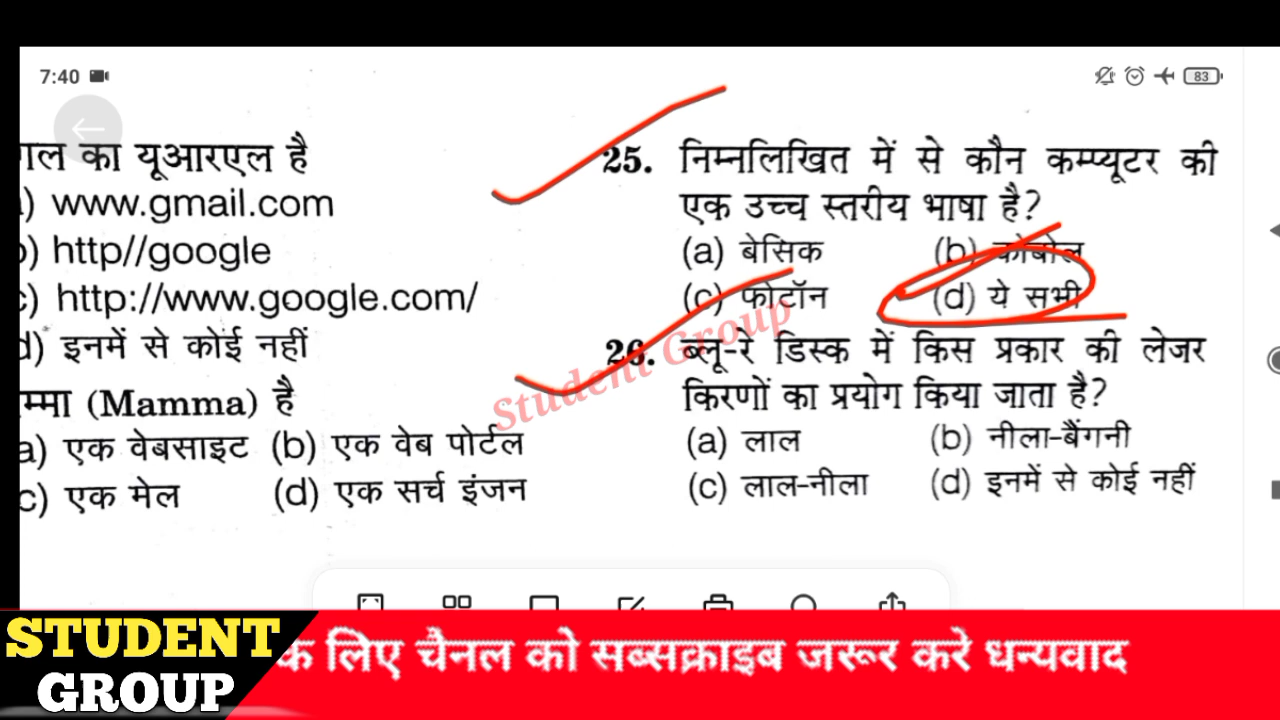 7:40
83
गल का यूआरएल है
) www.gmail.com
) http//google
c) http://www.google.com/
d) इनमें से कोई नहीं
म्मा (Mamma) है
a) एक वेबसाइट (b) एक वेब पोर्टल
c) एक मेल (d) एक सर्च इंजन
25. निम्नलिखित में से कौन कम्प्यूटर की
एक उच्च स्तरीय भाषा है?
(a) बेसिक (b) कोबोल
(c) फोटॉन (d) ये सभी
26. ब्लू-रे डिस्क में किस प्रकार की लेजर
किरणों का प्रयोग किया जाता है?
(a) लाल (b) नीला-बैंगनी
(c) लाल-नीला (d) इनमें से कोई नहीं
Student Group
STUDENT
GROUP
के लिए चैनल को सब्सक्राइब जरूर करे धन्यवाद